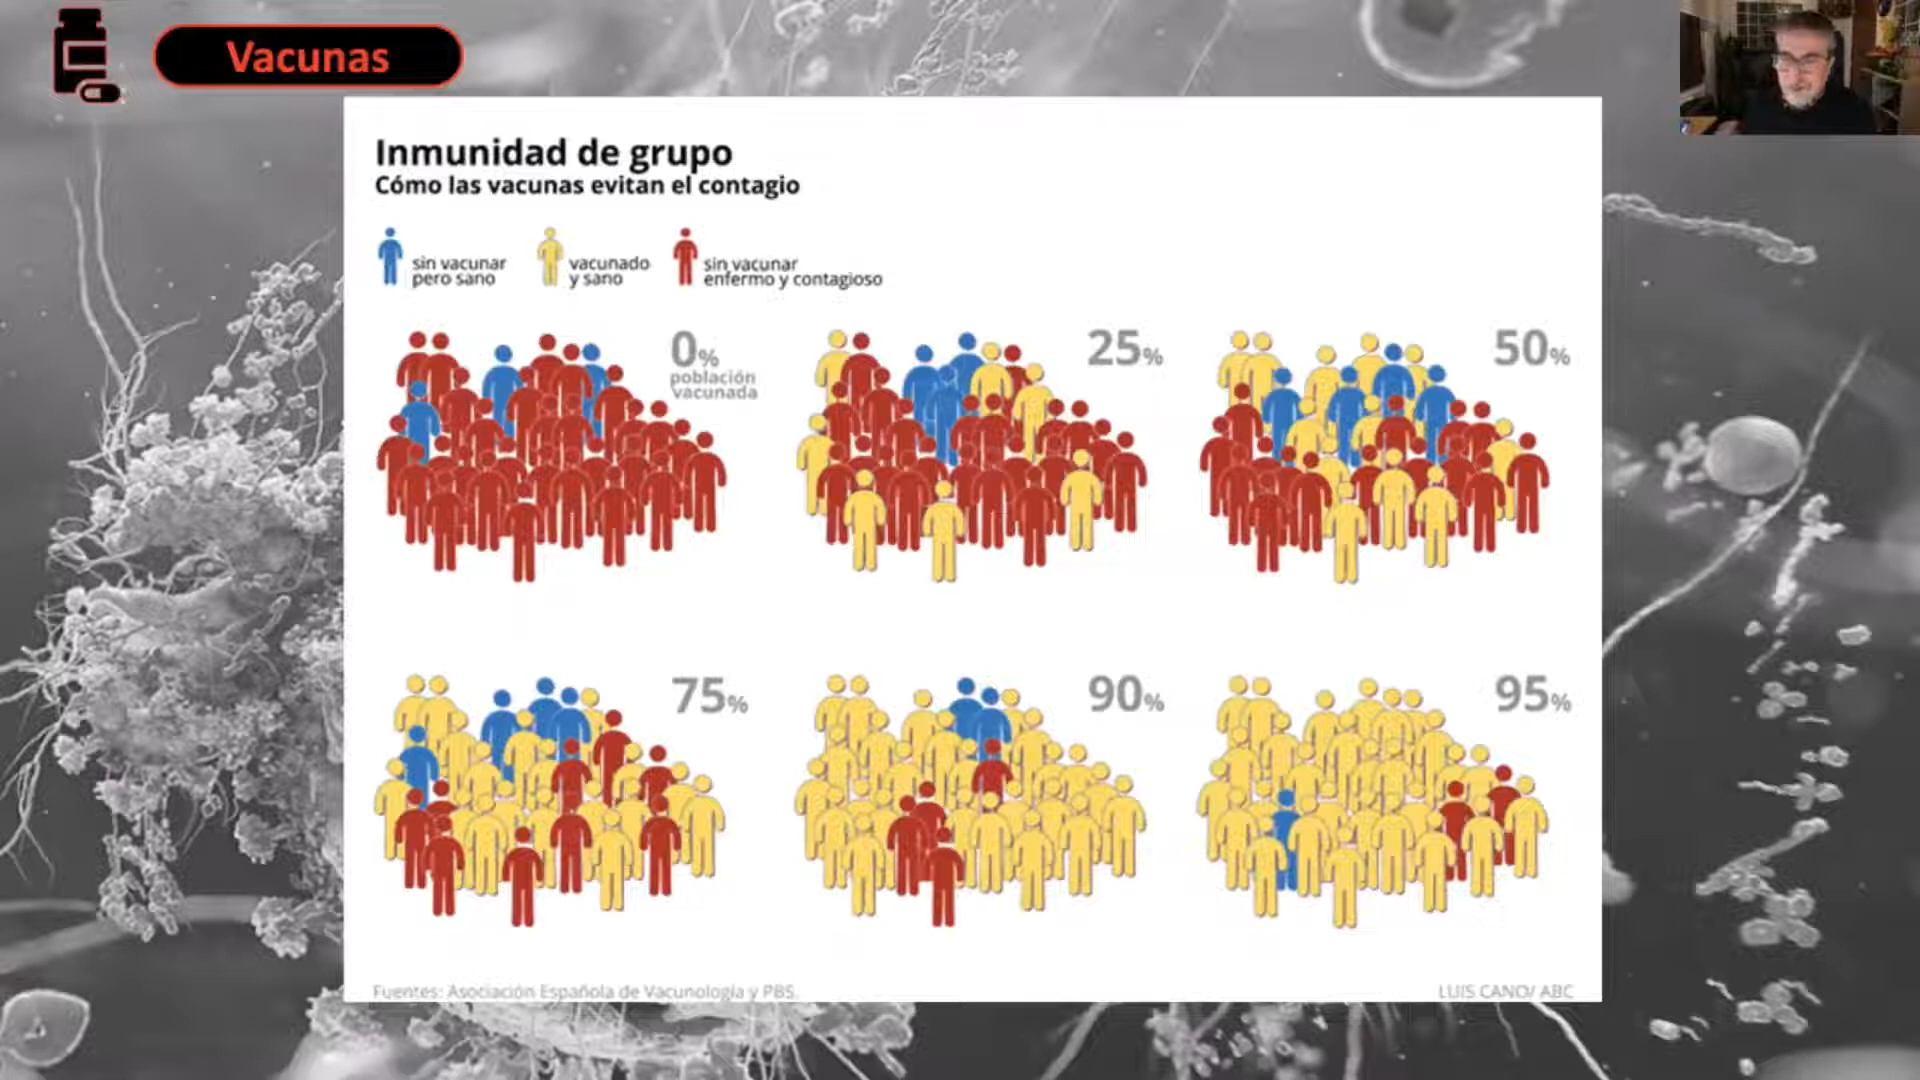 Vacunas
Inmunidad de grupo
Cómo las vacunas evitan el contagio
sin vacunar
pero sano
vacunado
y sano
sin vacunar
enfermo y contagioso
0%
población
vacunada
25%
50%
75%
90%
95%
Fuentes: Asociación Española de Vacunología y PBS.
LUIS CANO/ ABC